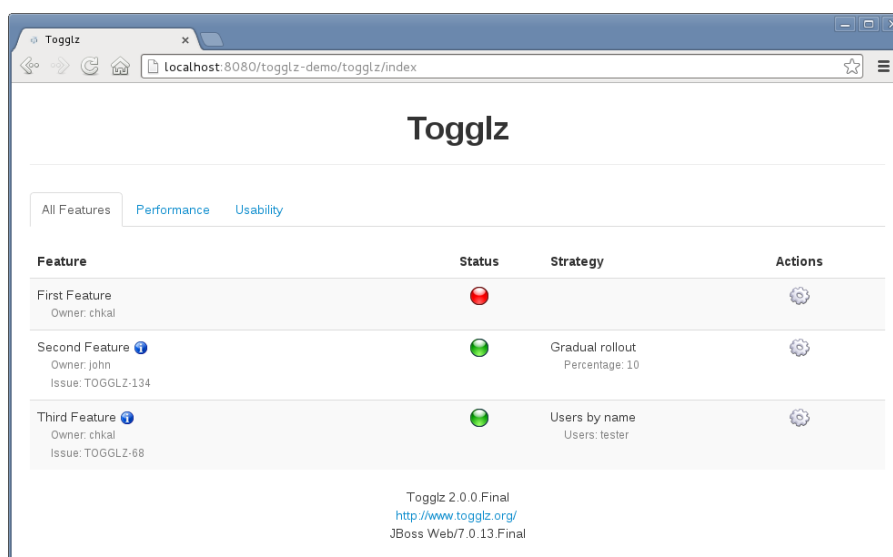 Togglz
localhost:8080/togglz-demo/togglz/index
Togglz
All Features Performance Usability
Feature Status Strategy Actions
First Feature
Owner: chkal
Second Feature Gradual rollout
Owner: john Percentage: 10
Issue: TOGGLZ-134
Third Feature Users by name
Owner: chkal Users: tester
Issue: TOGGLZ-68
Togglz 2.0.0.Final
http://www.togglz.org/
JBoss Web/7.0.13.Final